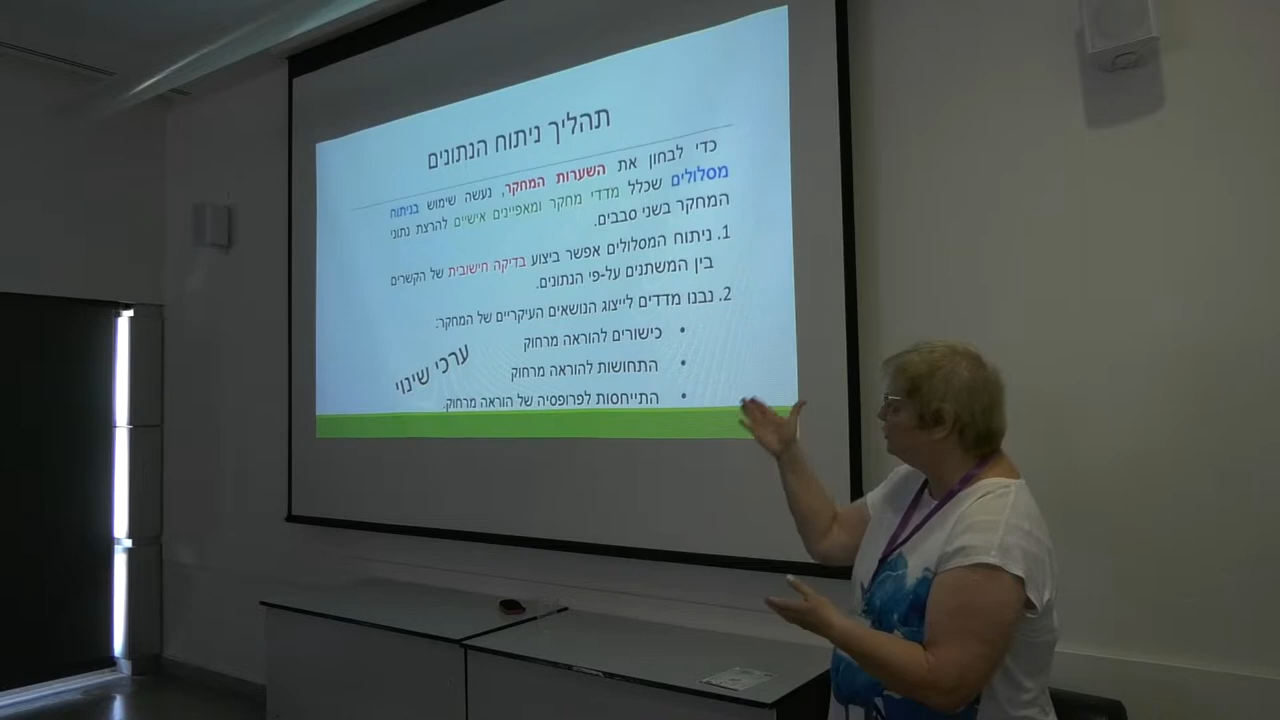 תהליך ניתוח הנתונים
כדי לבחון את השערות המחקר, נעשה שימוש בניתוח
מסלולים שכלל מדדי מחקר ומאפיינים אישיים להרצת נתוני
המחקר בשני סבבים.
1. ניתוח המסלולים אפשר ביצוע בדיקה חישובית של הקשרים
בין המשתנים על-פי הנתונים.
2. נבנו מדדים לייצוג הנושאים העיקריים של המחקר:
• כישורים להוראה מרחוק
• התחושות להוראה מרחוק
• התייחסות לפרופסיה של הוראה מרחוק.
ערכי שינוי